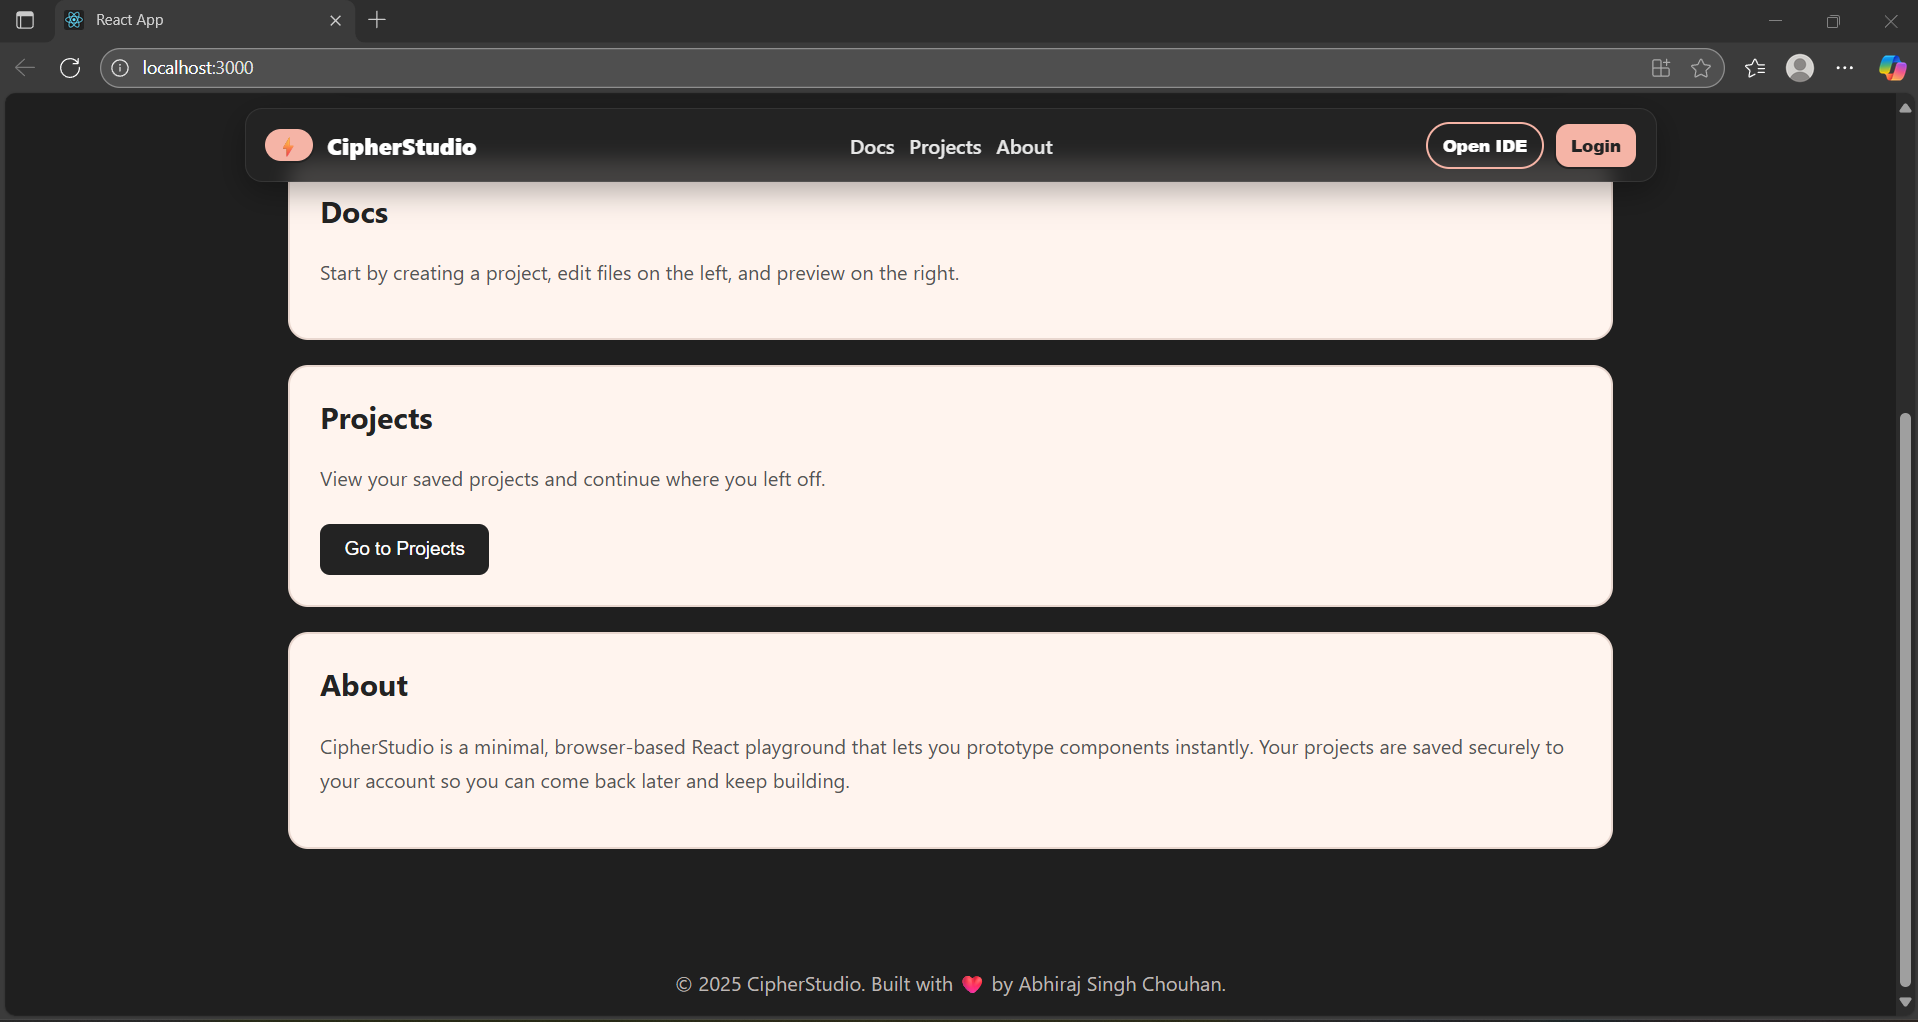 React App
localhost:3000
CipherStudio
Docs Projects About
Open IDE
Login
Docs
Start by creating a project, edit files on the left, and preview on the right.
Projects
View your saved projects and continue where you left off.
Go to Projects
About
CipherStudio is a minimal, browser-based React playground that lets you prototype components instantly. Your projects are saved securely to
your account so you can come back later and keep building.
© 2025 CipherStudio. Built with ❤️ by Abhiraj Singh Chouhan.